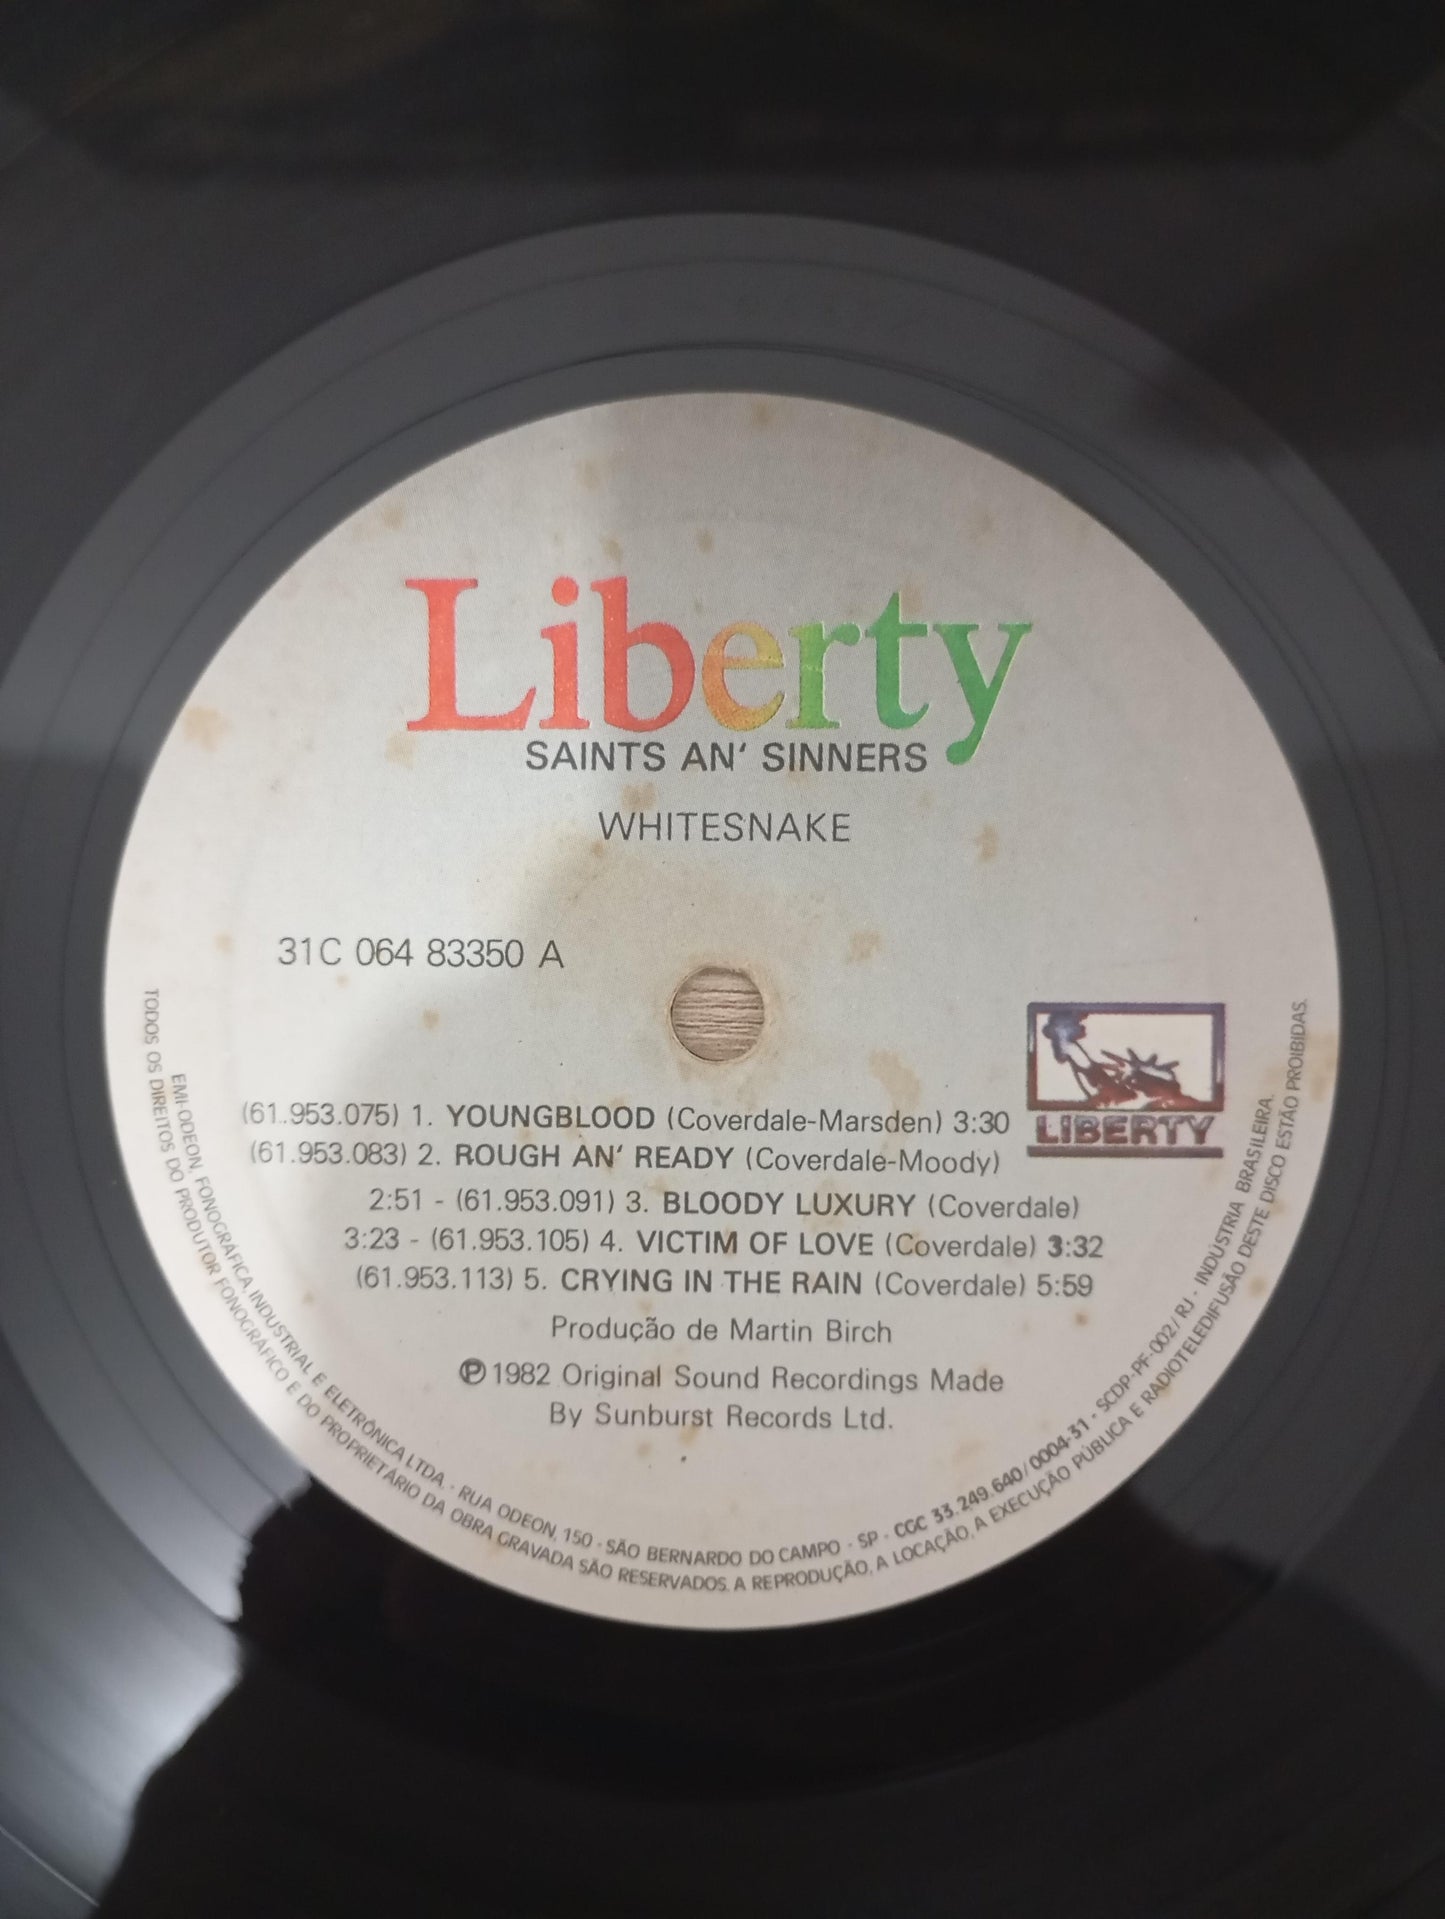 Liberty
SAINTS AN' SINNERS
WHITESNAKE
31C 064 83350 A
LIBERTY
(61.953.075) 1. YOUNGBLOOD (Coverdale-Marsden) 3:30
(61.953.083) 2. ROUGH AN' READY (Coverdale-Moody)
2:51 - (61.953.091) 3. BLOODY LUXURY (Coverdale)
3:23 - (61.953.105) 4. VICTIM OF LOVE (Coverdale) 3:32
(61.953.113) 5. CRYING IN THE RAIN (Coverdale) 5:59
Produção de Martin Birch
℗ 1982 Original Sound Recordings Made
By Sunburst Records Ltd.
EMI-ODEON, FONOGRÁFICA, INDUSTRIAL E ELETRÔNICA LTDA. - RUA ODEON, 150 - SÃO BERNARDO DO CAMPO - SP - CGC 33.249.640/0004-31 - SCDP-PF-002/RJ - INDUSTRIA BRASILEIRA.
TODOS OS DIREITOS DO PRODUTOR FONOGRÁFICO E DO PROPRIETÁRIO DA OBRA GRAVADA SÃO RESERVADOS. A REPRODUÇÃO, A LOCAÇÃO, A EXECUÇÃO PÚBLICA E RADIOTELEDIFUSÃO DESTE DISCO ESTÃO PROIBIDAS.